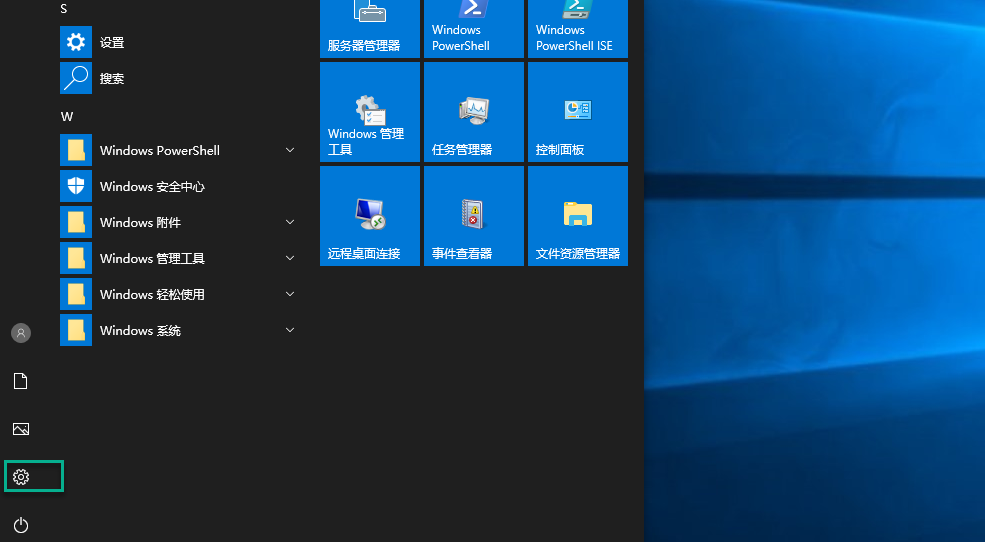 S
设置
搜索
W
Windows PowerShell
Windows 安全中心
Windows 附件
Windows 管理工具
Windows 轻松使用
Windows 系统
服务器管理器
Windows
PowerShell
Windows
PowerShell ISE
Windows 管理
工具
任务管理器
控制面板
远程桌面连接
事件查看器
文件资源管理器